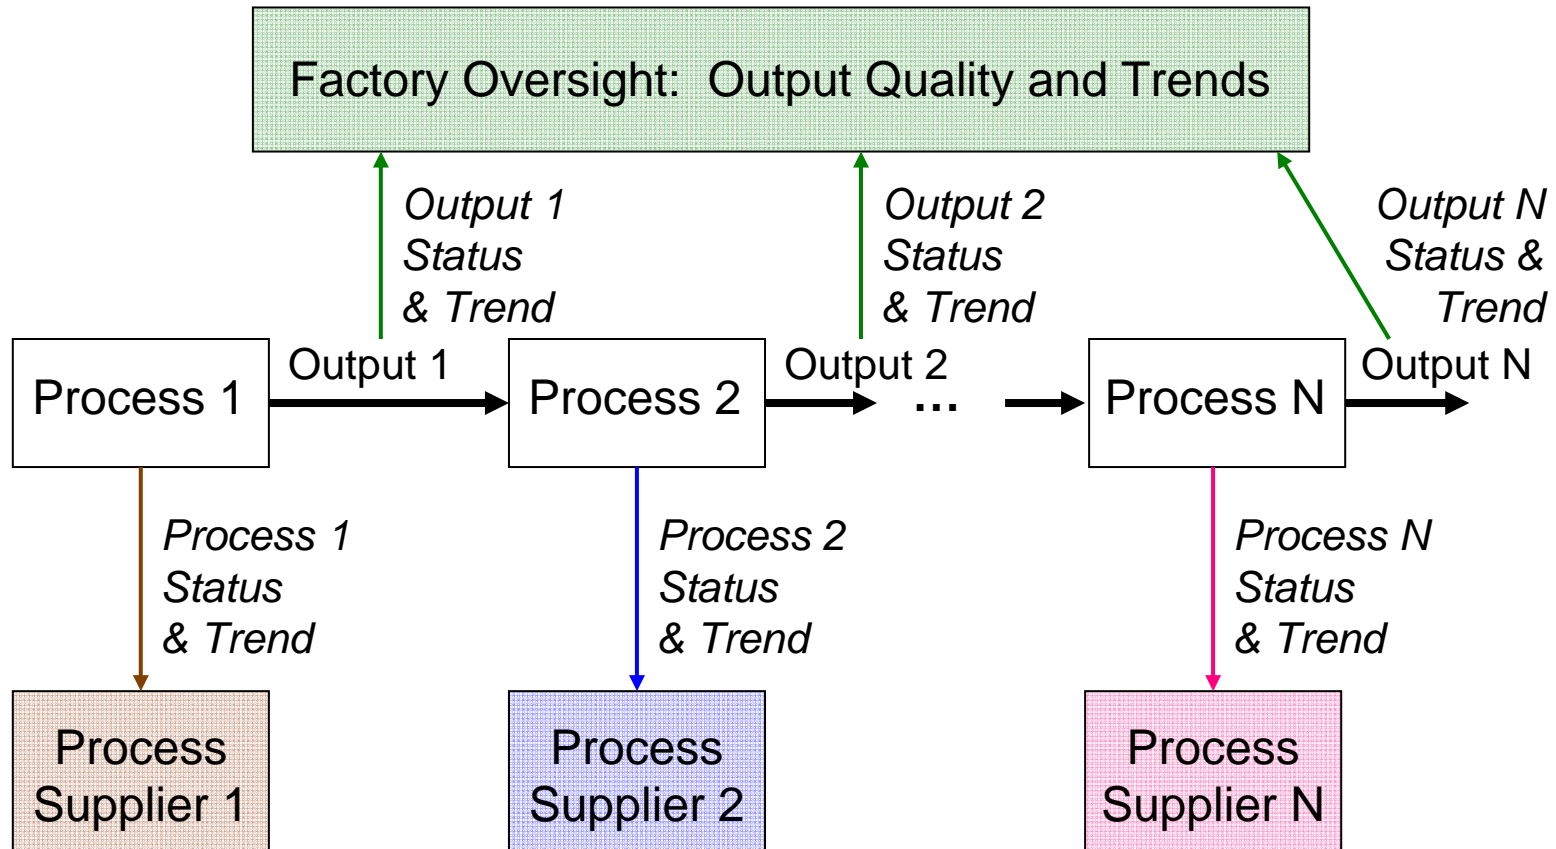 Factory Oversight:  Output Quality and Trends
Output 1
Status
& Trend
Output 2
Status
& Trend
Output N
Status &
Trend
Process 1
Output 1
Process 2
Output 2
...
Process N
Output N
Process 1
Status
& Trend
Process 2
Status
& Trend
Process N
Status
& Trend
Process
Supplier 1
Process
Supplier 2
Process
Supplier N